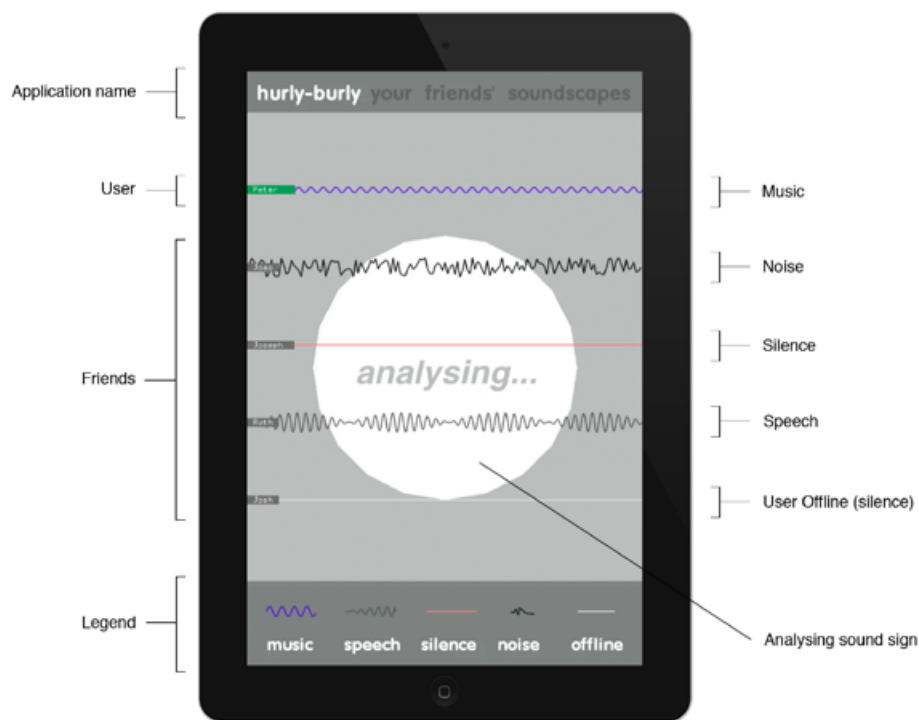 Application name
hurly-burly your friends' soundscapes
User
Peter
Music
Noise
Joseph
Silence
Friends
analysing...
Speech
Josh
User Offline (silence)
Legend
music speech silence noise offline
Analysing sound sign